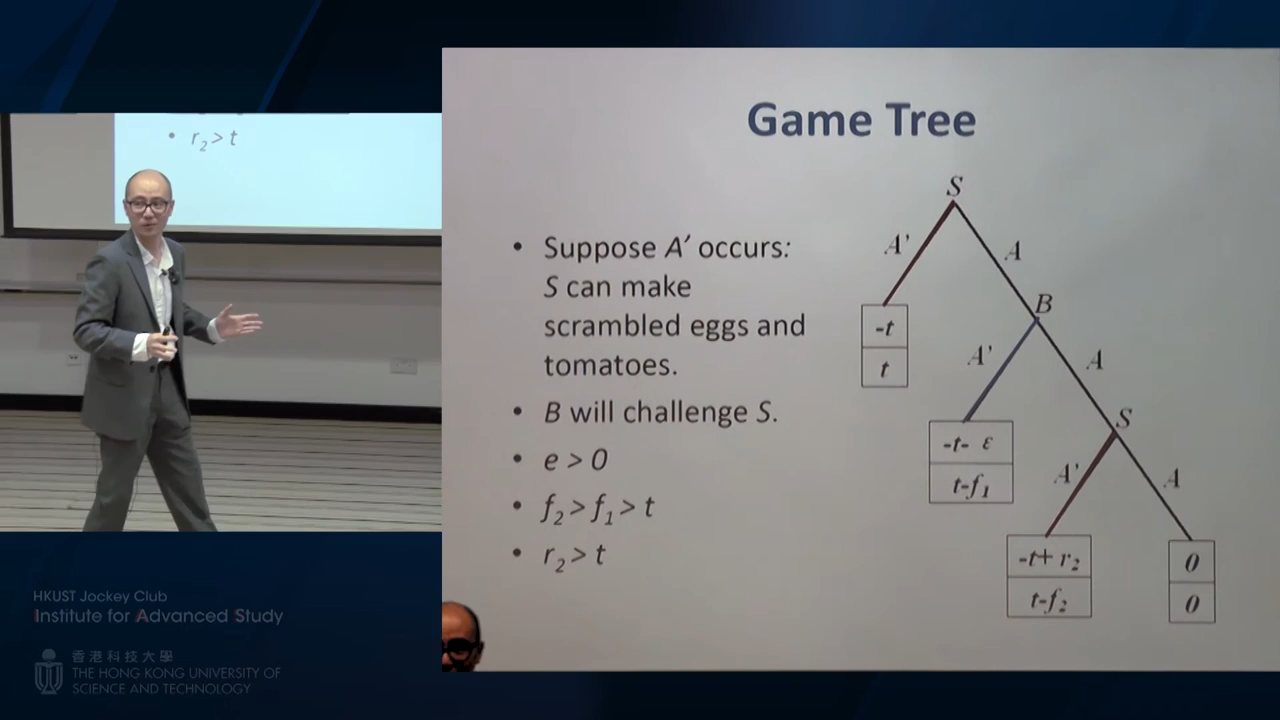 • r₂ > t
Game Tree
• Suppose A' occurs:
S can make
scrambled eggs and
tomatoes.
• B will challenge S.
• e > 0
• f₂ > f₁ > t
• r₂ > t
S
A' A
-t
t
B
A' A
-t- ε
t-f₁
S
A' A
-t+ r₂
t-f₂
0
0
HKUST Jockey Club
Institute for Advanced Study
香港科技大學
THE HONG KONG UNIVERSITY OF
SCIENCE AND TECHNOLOGY